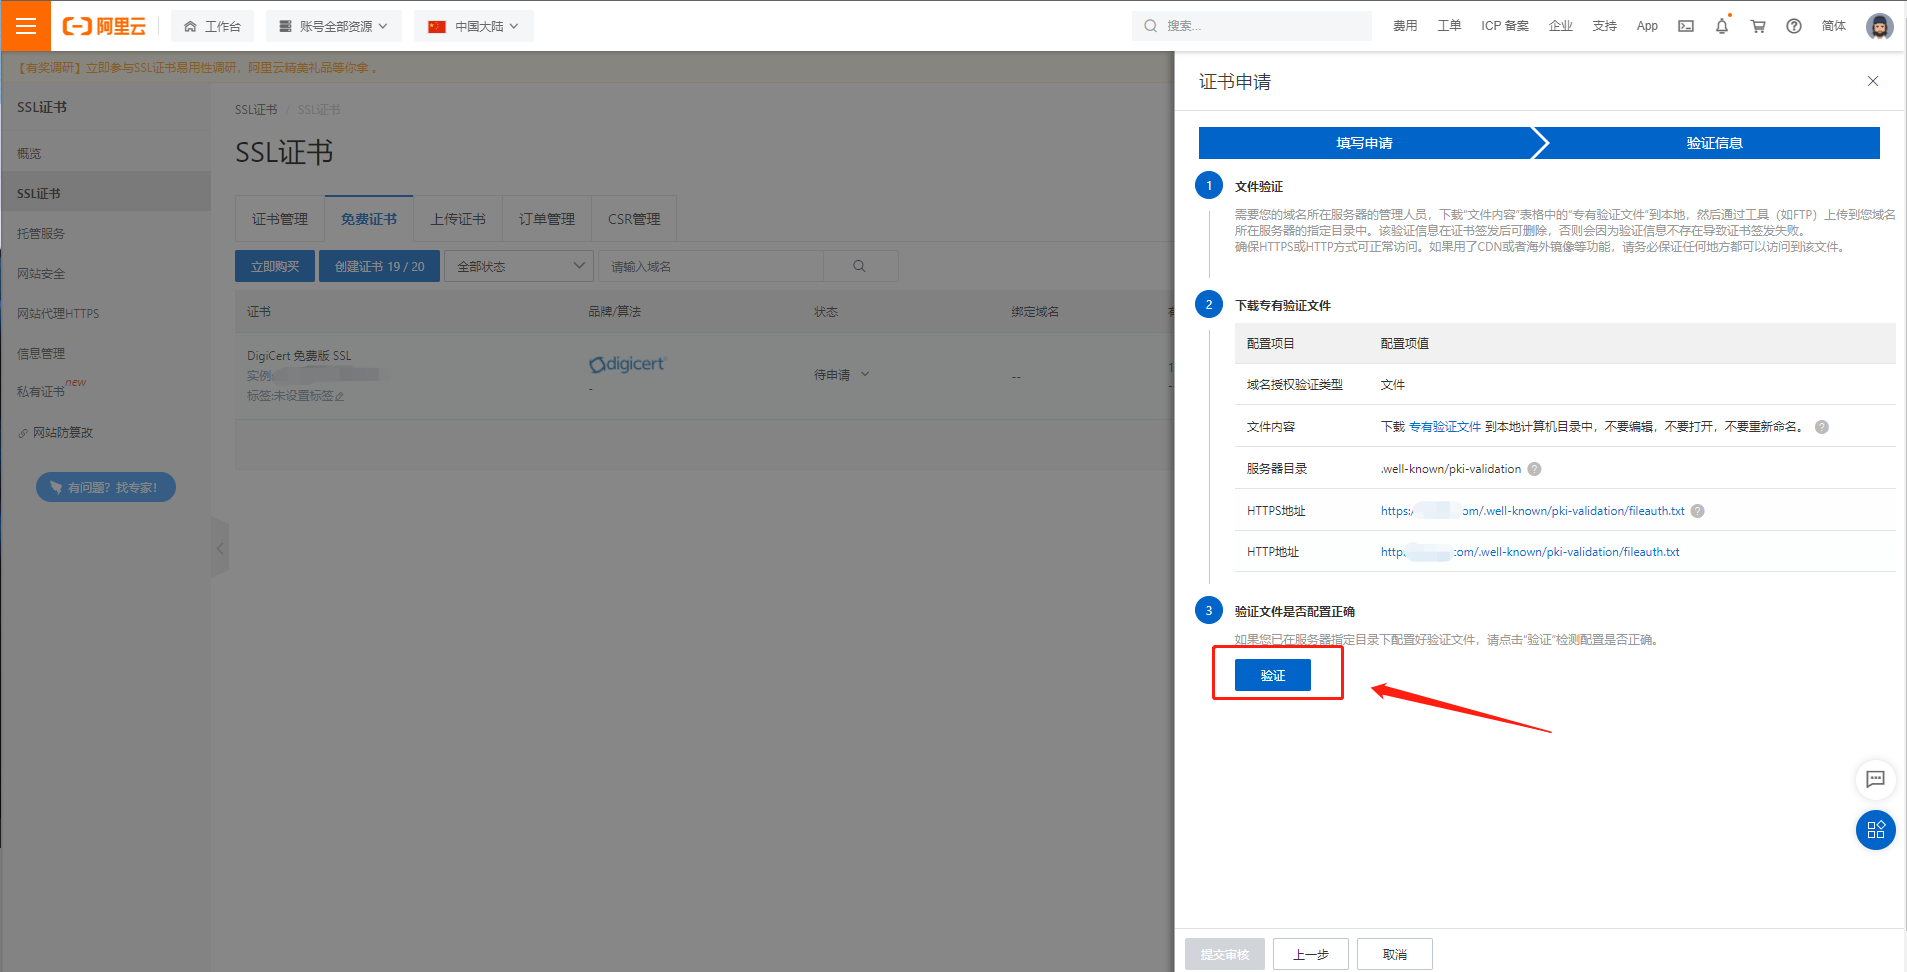 阿里云
工作台
账号全部资源
中国大陆
搜索...
费用
工单
ICP 备案
企业
支持
App
简体
【有奖调研】立即参与SSL证书易用性调研，阿里云精美礼品等你拿 。
SSL证书
概览
SSL证书
托管服务
网站安全
网站代理HTTPS
信息管理
私有证书 new
网站防篡改
有问题？找专家!
SSL证书 / SSL证书
SSL证书
证书管理
免费证书
上传证书
订单管理
CSR管理
立即购买
创建证书 19 / 20
全部状态
请输入域名
证书
品牌/算法
状态
绑定域名
DigiCert 免费版 SSL
实例:
标签:未设置标签
digicert
-
待申请
--
证书申请
填写申请
验证信息
1
文件验证
需要您的域名所在服务器的管理人员，下载“文件内容”表格中的“专有验证文件”到本地，然后通过工具（如FTP）上传到您域名
所在服务器的指定目录中。该验证信息在证书签发后可删除，否则会因为验证信息不存在导致证书签发失败。
确保HTTPS或HTTP方式可正常访问。如果用了CDN或者海外镜像等功能，请务必保证任何地方都可以访问到该文件。
2
下载专有验证文件
配置项目
配置项值
域名授权验证类型
文件
文件内容
下载 专有验证文件 到本地计算机目录中，不要编辑，不要打开，不要重新命名。
服务器目录
.well-known/pki-validation
HTTPS地址
https:/ om/.well-known/pki-validation/fileauth.txt
HTTP地址
http: :om/.well-known/pki-validation/fileauth.txt
3
验证文件是否配置正确
如果您已在服务器指定目录下配置好验证文件，请点击“验证”检测配置是否正确。
验证
提交审核
上一步
取消